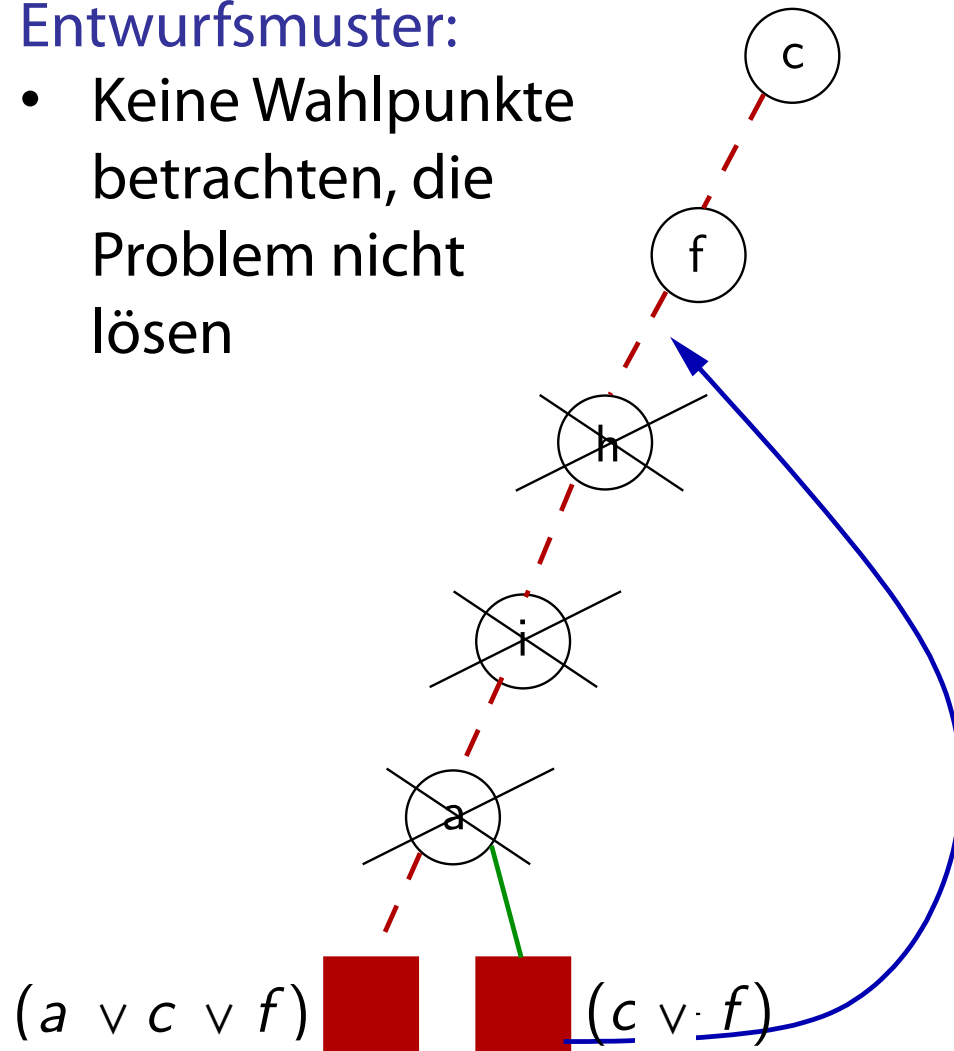 Entwurfsmuster:
• Keine Wahlpunkte
betrachten, die
Problem nicht
lösen
c
f
h
i
a
(a ∨ c ∨ f)
(c ∨ f)